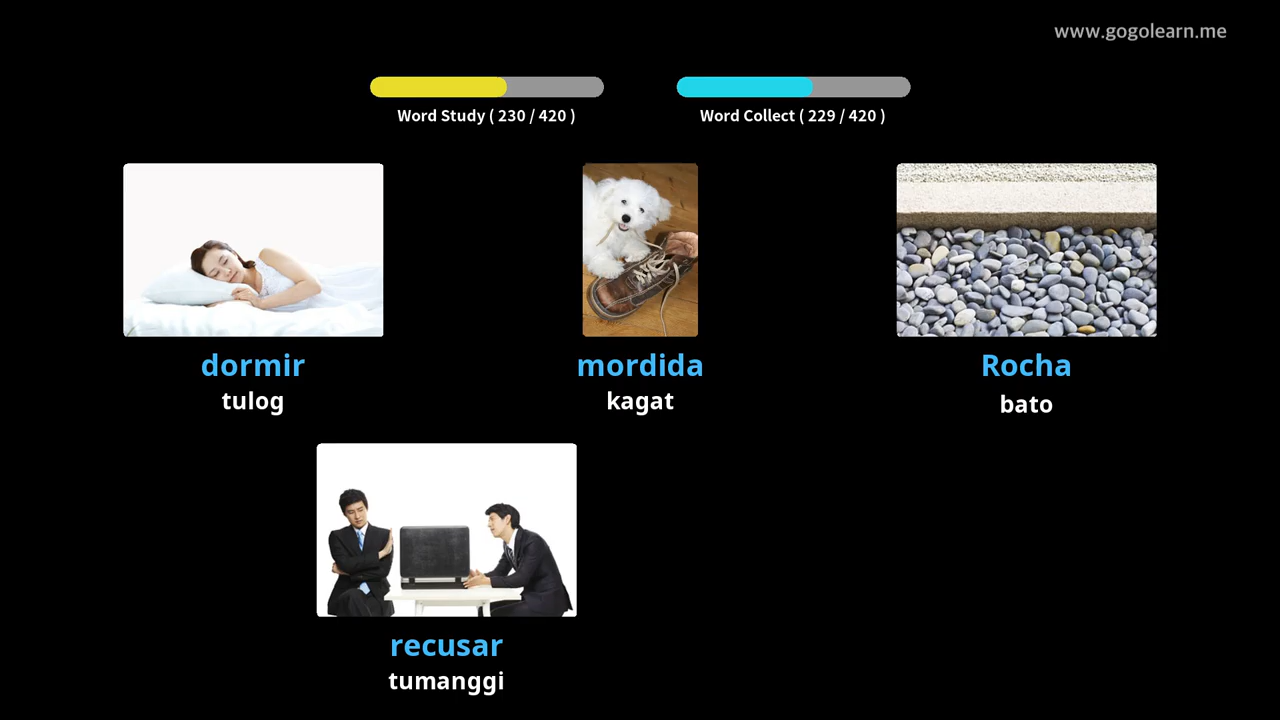 www.gogolearn.me
Word Study ( 230 / 420 )
Word Collect ( 229 / 420 )
dormir
tulog
mordida
kagat
Rocha
bato
recusar
tumanggi